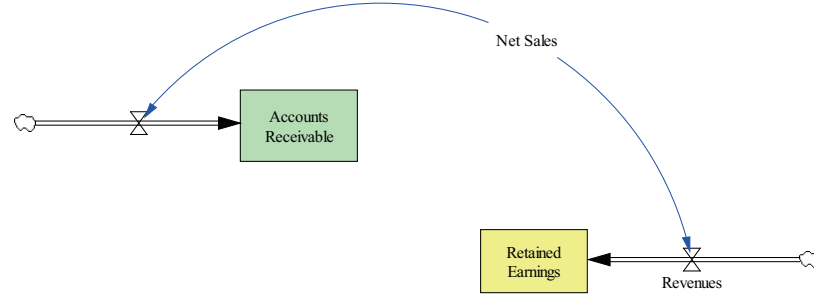 Net Sales
Accounts
Receivable
Retained
Earnings
Revenues